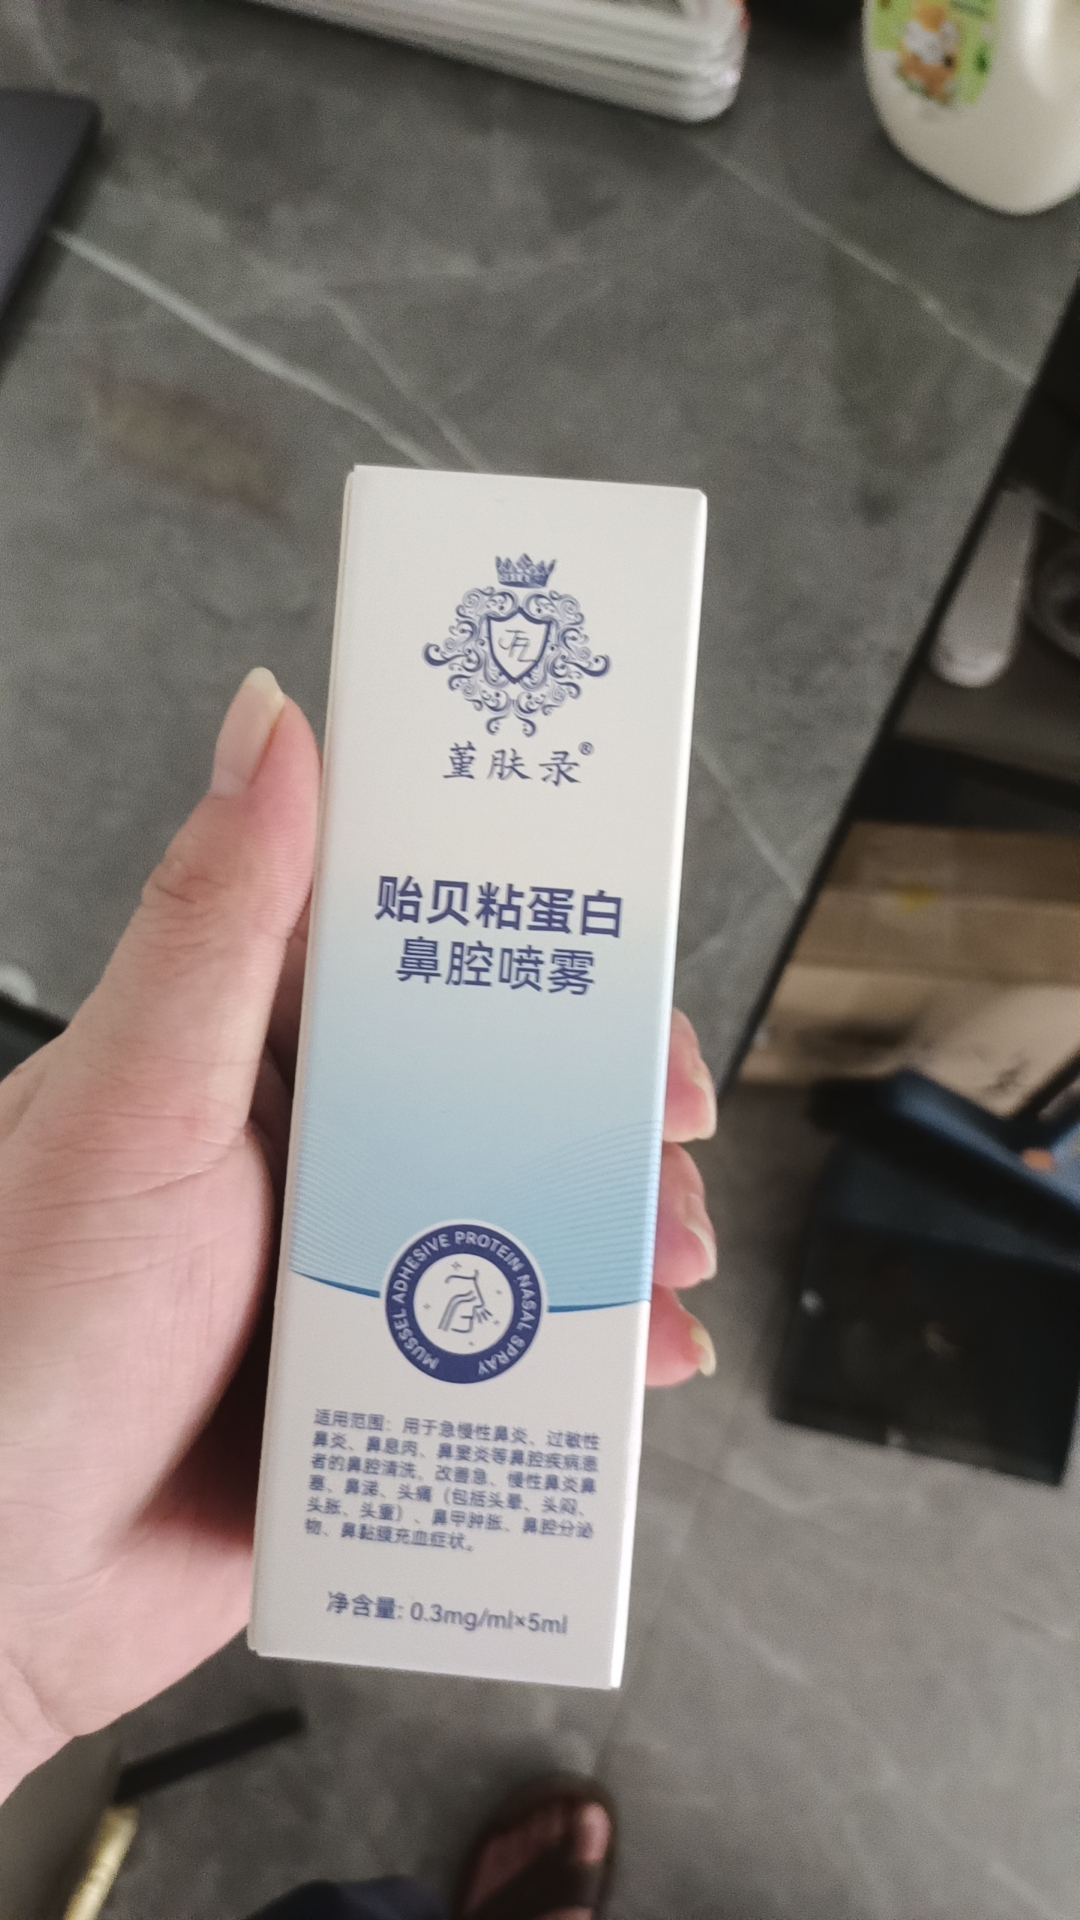 堇肤录®
贻贝粘蛋白
鼻腔喷雾
MUSSEL ADHESIVE PROTEIN NASAL SPRAY
适用范围：用于急慢性鼻炎、过敏性
鼻炎、鼻息肉、鼻窦炎等鼻腔疾病患
者的鼻腔清洗、改善急、慢性鼻炎鼻
塞、鼻涕、头痛（包括头晕、头闷、
头胀、头重）、鼻甲肿胀、鼻腔分泌
物、鼻黏膜充血症状。
净含量: 0.3mg/ml×5ml